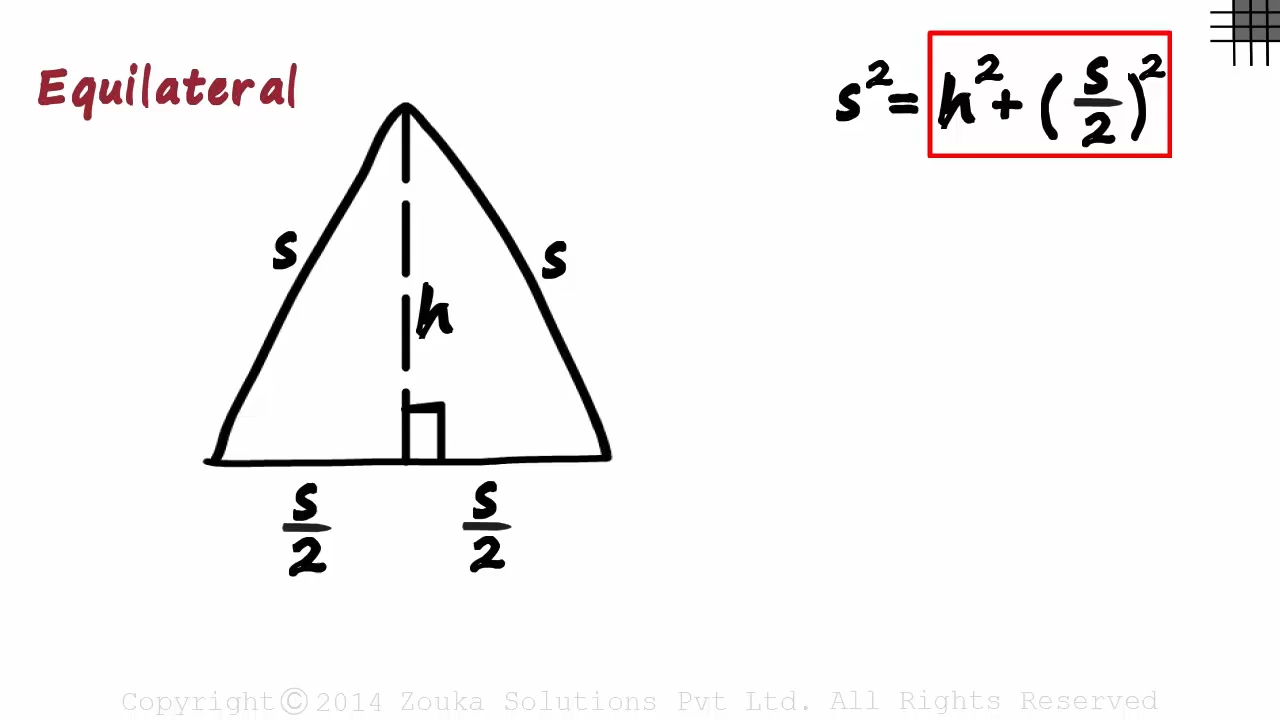 Equilateral
s² = h² + (s/2)²
s
s
h
s/2
s/2
Copyright©2014 Zouka Solutions Pvt Ltd. All Rights Reserved